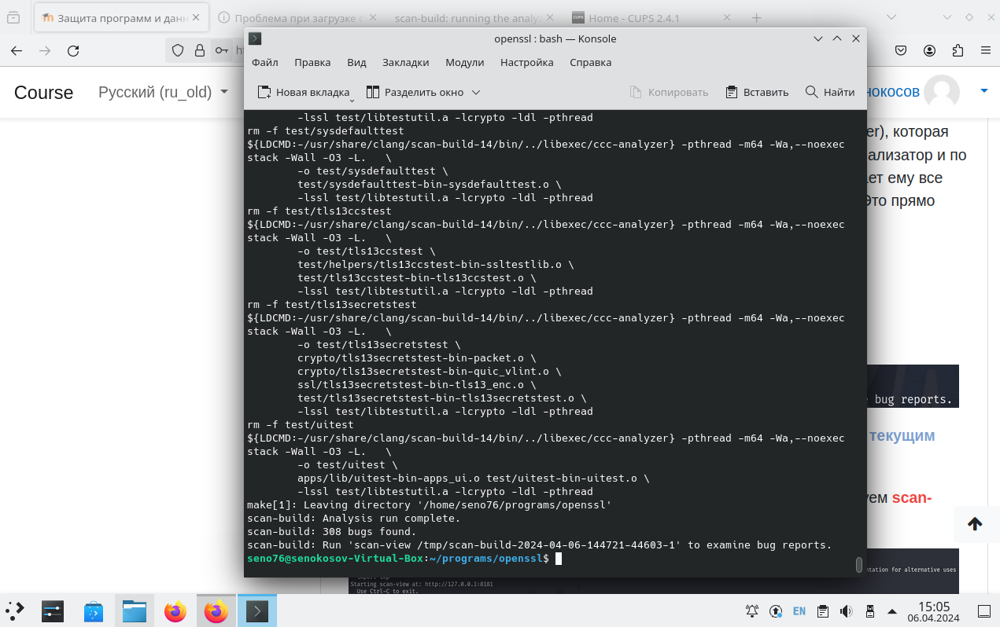 Защита программ и данн
Проблема при загрузке с
scan-build: running the analyz
CUPS
Home - CUPS 2.4.1
openssl : bash — Konsole
Файл Правка Вид Закладки Модули Настройка Справка
Новая вкладка Разделить окно Копировать Вставить Найти
Course Русский (ru_old) нокосов
-lssl test/libtestutil.a -lcrypto -ldl -pthread
rm -f test/sysdefaulttest
${LDCMD:-/usr/share/clang/scan-build-14/bin/../libexec/ccc-analyzer} -pthread -m64 -Wa,--noexec
stack -Wall -O3 -L.   \
-o test/sysdefaulttest \
test/sysdefaulttest-bin-sysdefaulttest.o \
-lssl test/libtestutil.a -lcrypto -ldl -pthread
rm -f test/tls13ccstest
${LDCMD:-/usr/share/clang/scan-build-14/bin/../libexec/ccc-analyzer} -pthread -m64 -Wa,--noexec
stack -Wall -O3 -L.   \
-o test/tls13ccstest \
test/helpers/tls13ccstest-bin-ssltestlib.o \
test/tls13ccstest-bin-tls13ccstest.o \
-lssl test/libtestutil.a -lcrypto -ldl -pthread
rm -f test/tls13secretstest
${LDCMD:-/usr/share/clang/scan-build-14/bin/../libexec/ccc-analyzer} -pthread -m64 -Wa,--noexec
stack -Wall -O3 -L.   \
-o test/tls13secretstest \
crypto/tls13secretstest-bin-packet.o \
crypto/tls13secretstest-bin-quic_vlint.o \
ssl/tls13secretstest-bin-tls13_enc.o \
test/tls13secretstest-bin-tls13secretstest.o \
-lssl test/libtestutil.a -lcrypto -ldl -pthread
rm -f test/uitest
${LDCMD:-/usr/share/clang/scan-build-14/bin/../libexec/ccc-analyzer} -pthread -m64 -Wa,--noexec
stack -Wall -O3 -L.   \
-o test/uitest \
apps/lib/uitest-bin-apps_ui.o test/uitest-bin-uitest.o \
-lssl test/libtestutil.a -lcrypto -ldl -pthread
make[1]: Leaving directory '/home/seno76/programs/openssl'
scan-build: Analysis run complete.
scan-build: 308 bugs found.
scan-build: Run 'scan-view /tmp/scan-build-2024-04-06-144721-44603-1' to examine bug reports.
seno76@senokosov-Virtual-Box:~/programs/openssl$
er), которая
ализатор и по
ает ему все
Это прямо
bug reports.
текущим
уем scan-
ntation for alternative uses
Starting scan-view at: http://127.0.0.1:8181
Use Ctrl-C to exit.
EN
15:05
06.04.2024